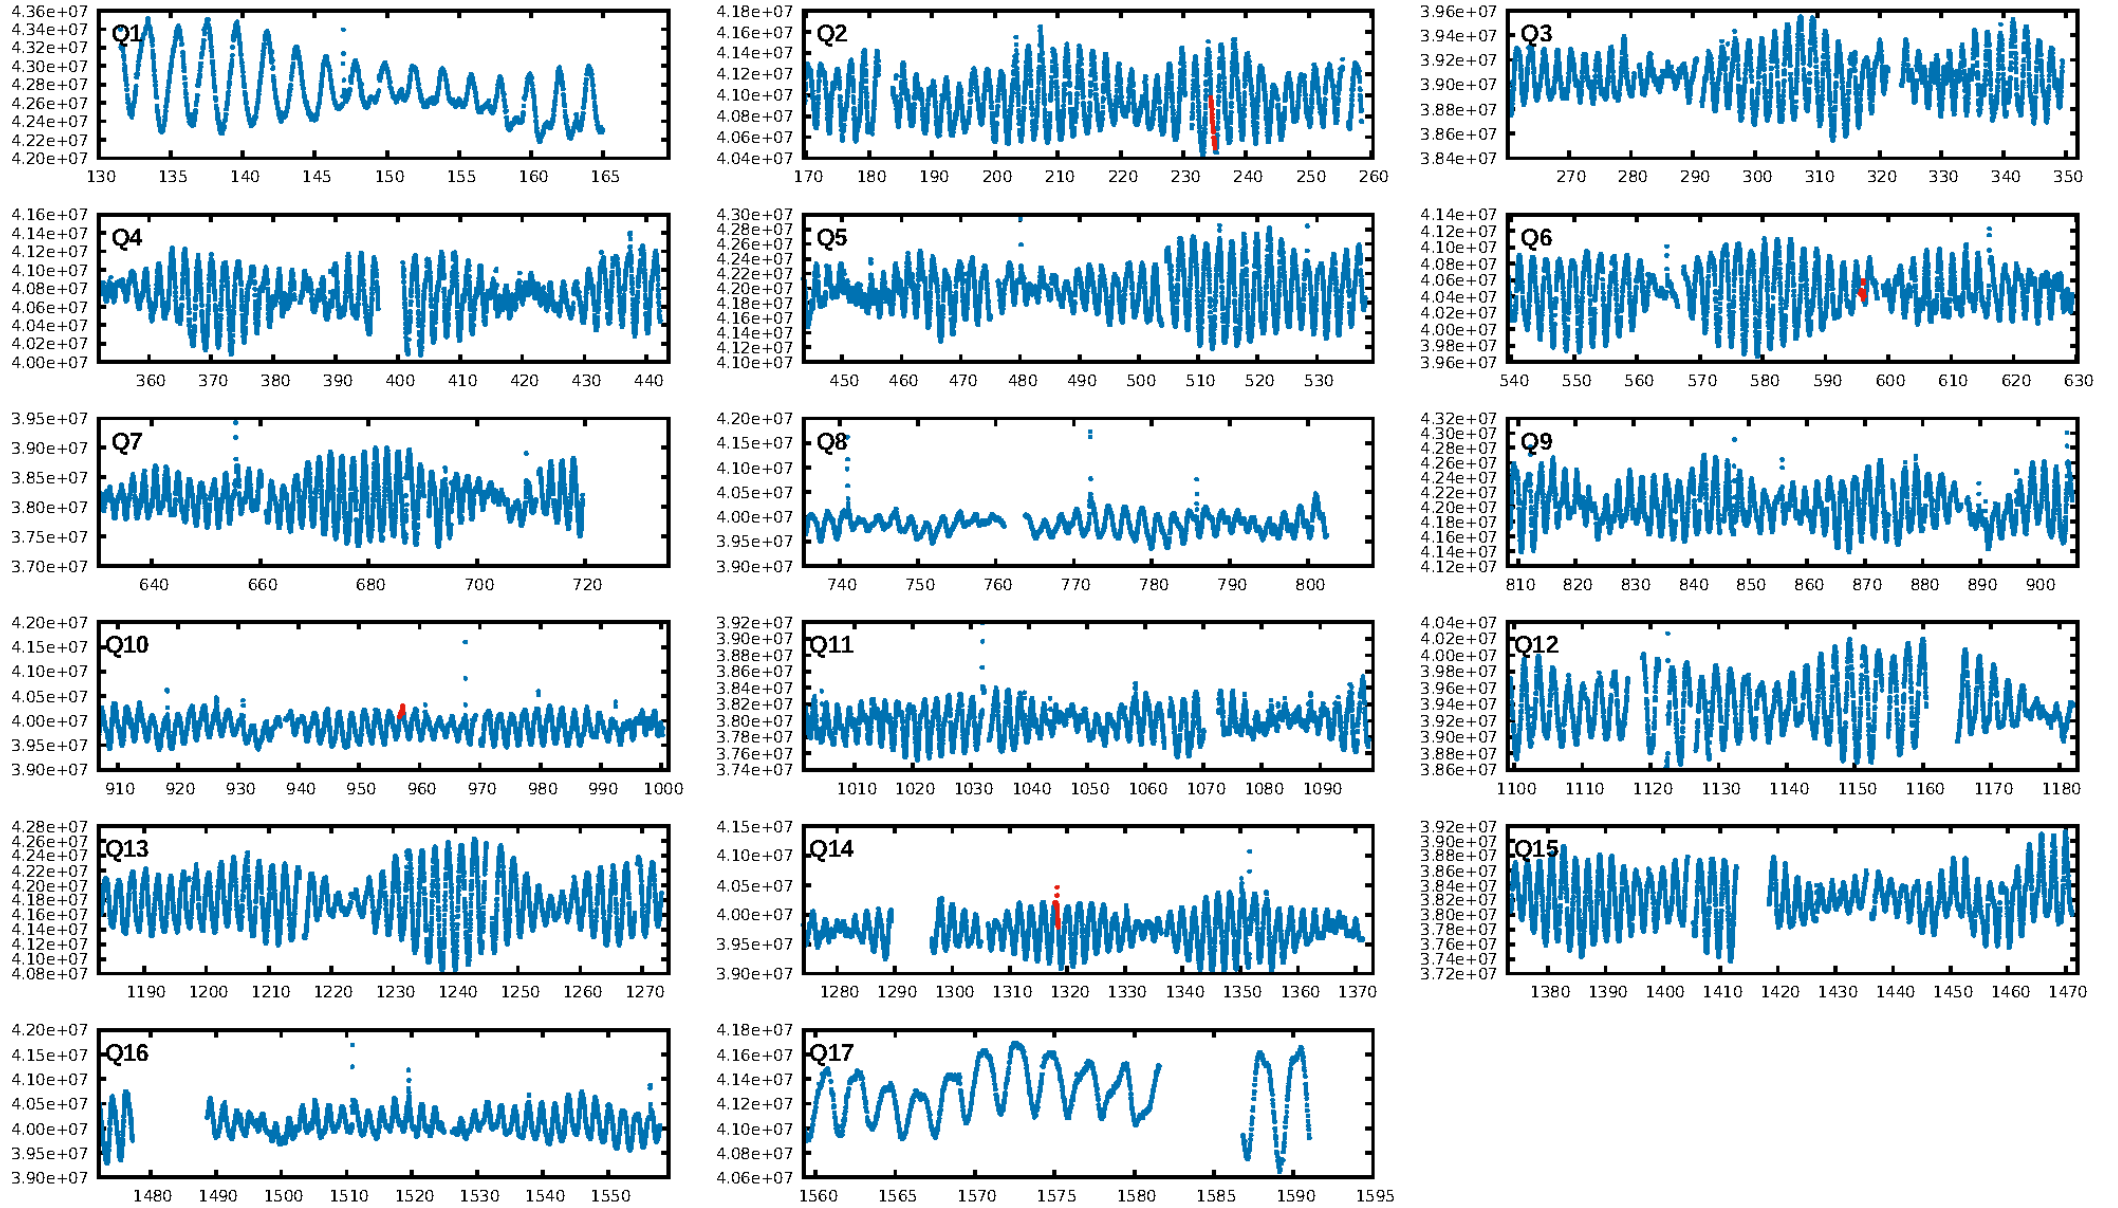 4.36e+07 4.34e+07 4.32e+07 4.30e+07 4.28e+07 4.26e+07 4.24e+07 4.22e+07 4.20e+07
Q1
130 135 140 145 150 155 160 165
4.18e+07 4.16e+07 4.14e+07 4.12e+07 4.10e+07 4.08e+07 4.06e+07 4.04e+07
Q2
170 180 190 200 210 220 230 240 250 260
3.96e+07 3.94e+07 3.92e+07 3.90e+07 3.88e+07 3.86e+07 3.84e+07
Q3
270 280 290 300 310 320 330 340 350
4.16e+07 4.14e+07 4.12e+07 4.10e+07 4.08e+07 4.06e+07 4.04e+07 4.02e+07 4.00e+07
Q4
360 370 380 390 400 410 420 430 440
4.30e+07 4.28e+07 4.26e+07 4.24e+07 4.22e+07 4.20e+07 4.18e+07 4.16e+07 4.14e+07 4.12e+07 4.10e+07
Q5
450 460 470 480 490 500 510 520 530
4.14e+07 4.12e+07 4.10e+07 4.08e+07 4.06e+07 4.04e+07 4.02e+07 4.00e+07 3.98e+07 3.96e+07
Q6
540 550 560 570 580 590 600 610 620 630
3.95e+07 3.90e+07 3.85e+07 3.80e+07 3.75e+07 3.70e+07
Q7
640 660 680 700 720
4.20e+07 4.15e+07 4.10e+07 4.05e+07 4.00e+07 3.95e+07 3.90e+07
Q8
740 750 760 770 780 790 800
4.32e+07 4.30e+07 4.28e+07 4.26e+07 4.24e+07 4.22e+07 4.20e+07 4.18e+07 4.16e+07 4.14e+07 4.12e+07
Q9
810 820 830 840 850 860 870 880 890 900
4.20e+07 4.15e+07 4.10e+07 4.05e+07 4.00e+07 3.95e+07 3.90e+07
Q10
910 920 930 940 950 960 970 980 990 1000
3.92e+07 3.90e+07 3.88e+07 3.86e+07 3.84e+07 3.82e+07 3.80e+07 3.78e+07 3.76e+07 3.74e+07
Q11
1010 1020 1030 1040 1050 1060 1070 1080 1090
4.04e+07 4.02e+07 4.00e+07 3.98e+07 3.96e+07 3.94e+07 3.92e+07 3.90e+07 3.88e+07 3.86e+07
Q12
1100 1110 1120 1130 1140 1150 1160 1170 1180
4.28e+07 4.26e+07 4.24e+07 4.22e+07 4.20e+07 4.18e+07 4.16e+07 4.14e+07 4.12e+07 4.10e+07 4.08e+07
Q13
1190 1200 1210 1220 1230 1240 1250 1260 1270
4.15e+07 4.10e+07 4.05e+07 4.00e+07 3.95e+07 3.90e+07
Q14
1280 1290 1300 1310 1320 1330 1340 1350 1360 1370
3.92e+07 3.90e+07 3.88e+07 3.86e+07 3.84e+07 3.82e+07 3.80e+07 3.78e+07 3.76e+07 3.74e+07 3.72e+07
Q15
1380 1390 1400 1410 1420 1430 1440 1450 1460 1470
4.20e+07 4.15e+07 4.10e+07 4.05e+07 4.00e+07 3.95e+07 3.90e+07
Q16
1480 1490 1500 1510 1520 1530 1540 1550
4.18e+07 4.16e+07 4.14e+07 4.12e+07 4.10e+07 4.08e+07 4.06e+07
Q17
1560 1565 1570 1575 1580 1585 1590 1595